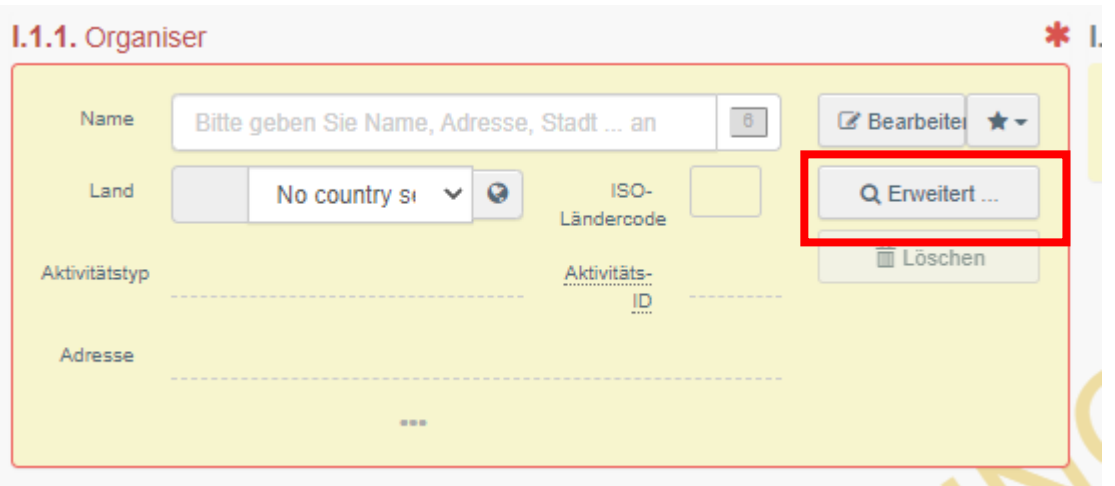 I.1.1. Organiser
I.
Name
Bitte geben Sie Name, Adresse, Stadt ... an
6
Bearbeite
Land
No country se
ISO-
Ländercode
Erweitert ...
Löschen
Aktivitätstyp
Aktivitäts-
ID
Adresse